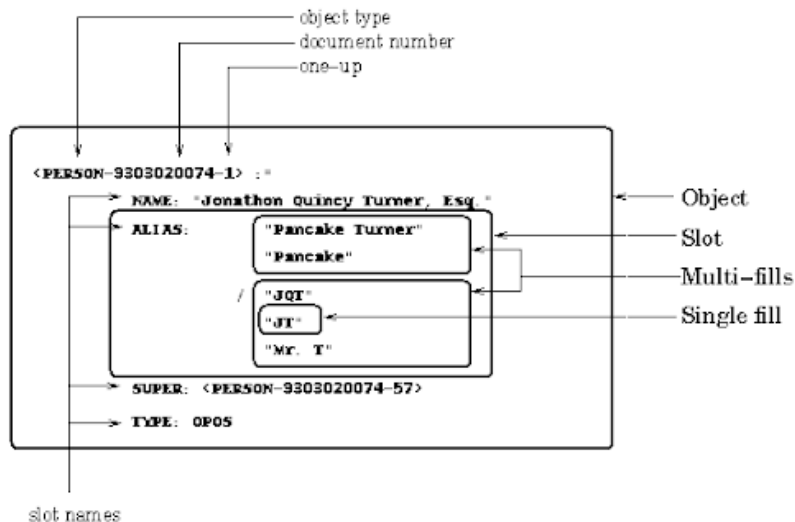 object type
document number
one-up
<PERSON-9303020074-1> :"
NAME: "Jonathon Quincy Turner, Esq."
Object
ALIAS: "Pancake Turner"
Slot
"Pancake"
Multi-fills
/ "JQT"
"JT"
Single fill
"Mr. T"
SUPER: <PERSON-9303020074-57>
TYPE: OPOS
slot names